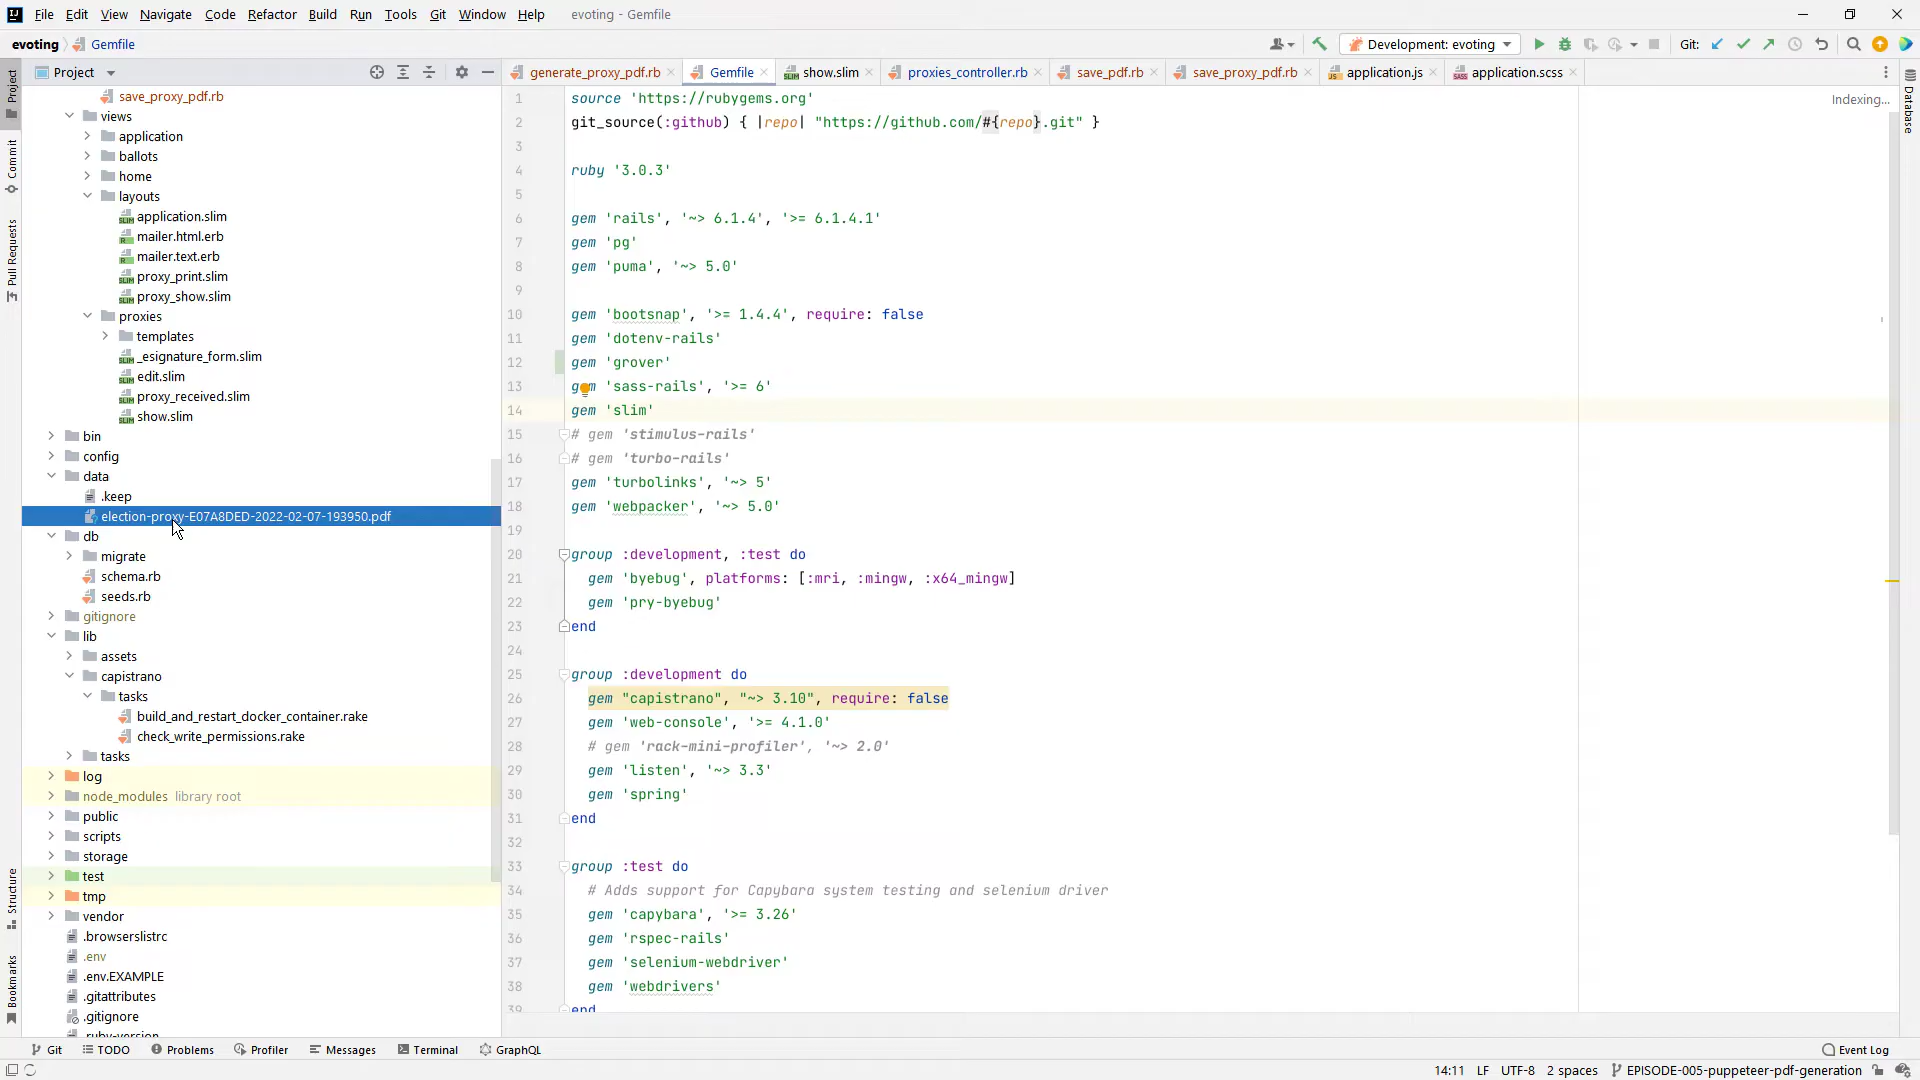 File Edit View Navigate Code Refactor Build Run Tools Git Window Help evoting - Gemfile
evoting Gemfile Development: evoting Git:
Project generate_proxy_pdf.rb Gemfile show.slim proxies_controller.rb save_pdf.rb save_proxy_pdf.rb application.js application.scss
Project
Commit
Pull Requests
Structure
Bookmarks
Database
save_proxy_pdf.rb
views
application
ballots
home
layouts
application.slim
mailer.html.erb
mailer.text.erb
proxy_print.slim
proxy_show.slim
proxies
templates
_esignature_form.slim
edit.slim
proxy_received.slim
show.slim
bin
config
data
.keep
election-proxy-E07A8DED-2022-02-07-193950.pdf
db
migrate
schema.rb
seeds.rb
gitignore
lib
assets
capistrano
tasks
build_and_restart_docker_container.rake
check_write_permissions.rake
tasks
log
node_modules library root
public
scripts
storage
test
tmp
vendor
.browserslistrc
.env
.env.EXAMPLE
.gitattributes
.gitignore
.ruby-version
Indexing...
1 source 'https://rubygems.org'
2 git_source(:github) { |repo| "https://github.com/#{repo}.git" }
3
4 ruby '3.0.3'
5
6 gem 'rails', '~> 6.1.4', '>= 6.1.4.1'
7 gem 'pg'
8 gem 'puma', '~> 5.0'
9
10 gem 'bootsnap', '>= 1.4.4', require: false
11 gem 'dotenv-rails'
12 gem 'grover'
13 gem 'sass-rails', '>= 6'
14 gem 'slim'
15 # gem 'stimulus-rails'
16 # gem 'turbo-rails'
17 gem 'turbolinks', '~> 5'
18 gem 'webpacker', '~> 5.0'
19
20 group :development, :test do
21 gem 'byebug', platforms: [:mri, :mingw, :x64_mingw]
22 gem 'pry-byebug'
23 end
24
25 group :development do
26 gem "capistrano", "~> 3.10", require: false
27 gem 'web-console', '>= 4.1.0'
28 # gem 'rack-mini-profiler', '~> 2.0'
29 gem 'listen', '~> 3.3'
30 gem 'spring'
31 end
32
33 group :test do
34 # Adds support for Capybara system testing and selenium driver
35 gem 'capybara', '>= 3.26'
36 gem 'rspec-rails'
37 gem 'selenium-webdriver'
38 gem 'webdrivers'
39 end
Git TODO Problems Profiler Messages Terminal GraphQL Event Log
14:11 LF UTF-8 2 spaces EPISODE-005-puppeteer-pdf-generation